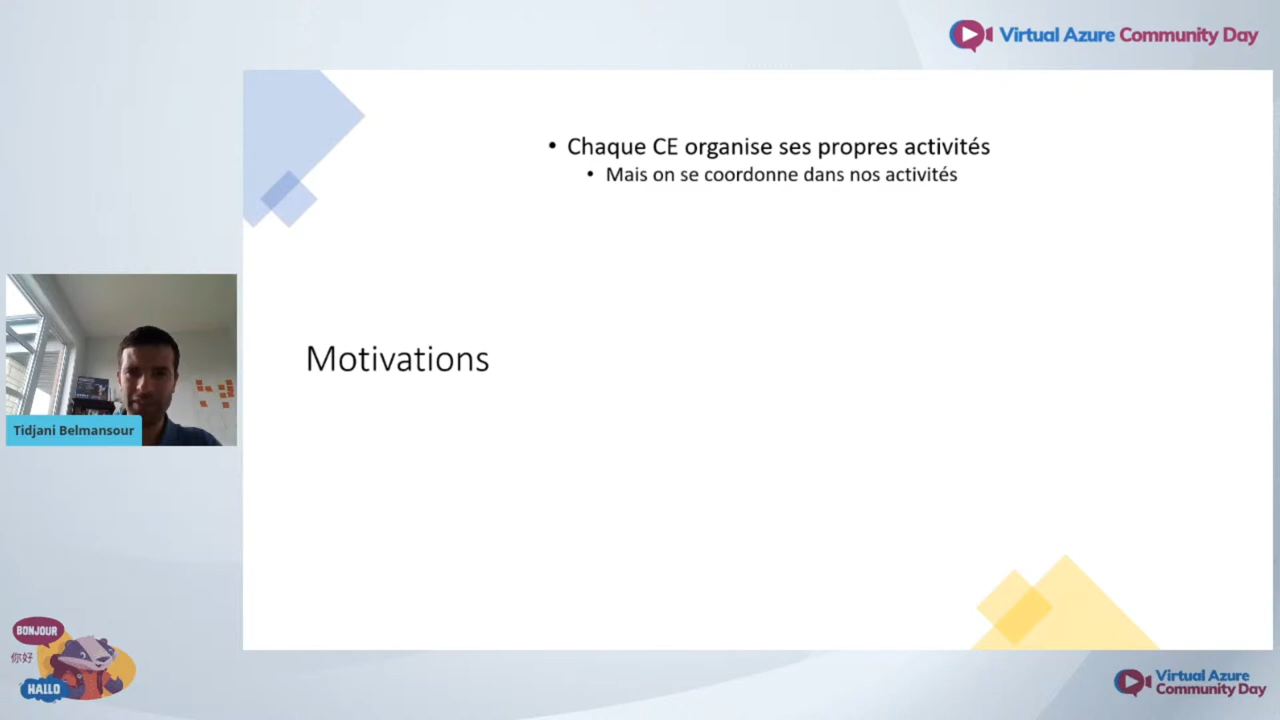 Virtual Azure Community Day
• Chaque CE organise ses propres activités
• Mais on se coordonne dans nos activités
Motivations
Tidjani Belmansour
BONJOUR
你好
HALLO
Virtual Azure
Community Day